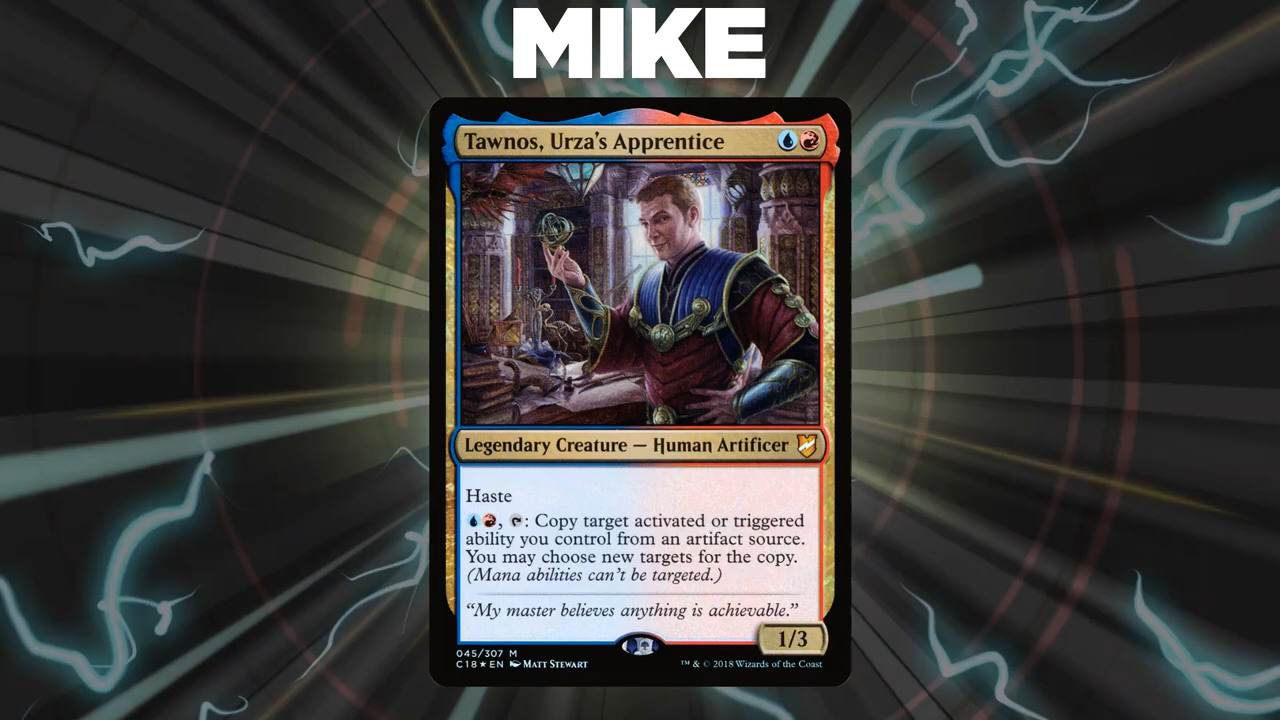 MIKE
Tawnos, Urza's Apprentice
Legendary Creature — Human Artificer
Haste
, : Copy target activated or triggered
ability you control from an artifact source.
You may choose new targets for the copy.
(Mana abilities can't be targeted.)
"My master believes anything is achievable."
1/3
045/307 M
C18★EN Matt Stewart
™ & © 2018 Wizards of the Coast